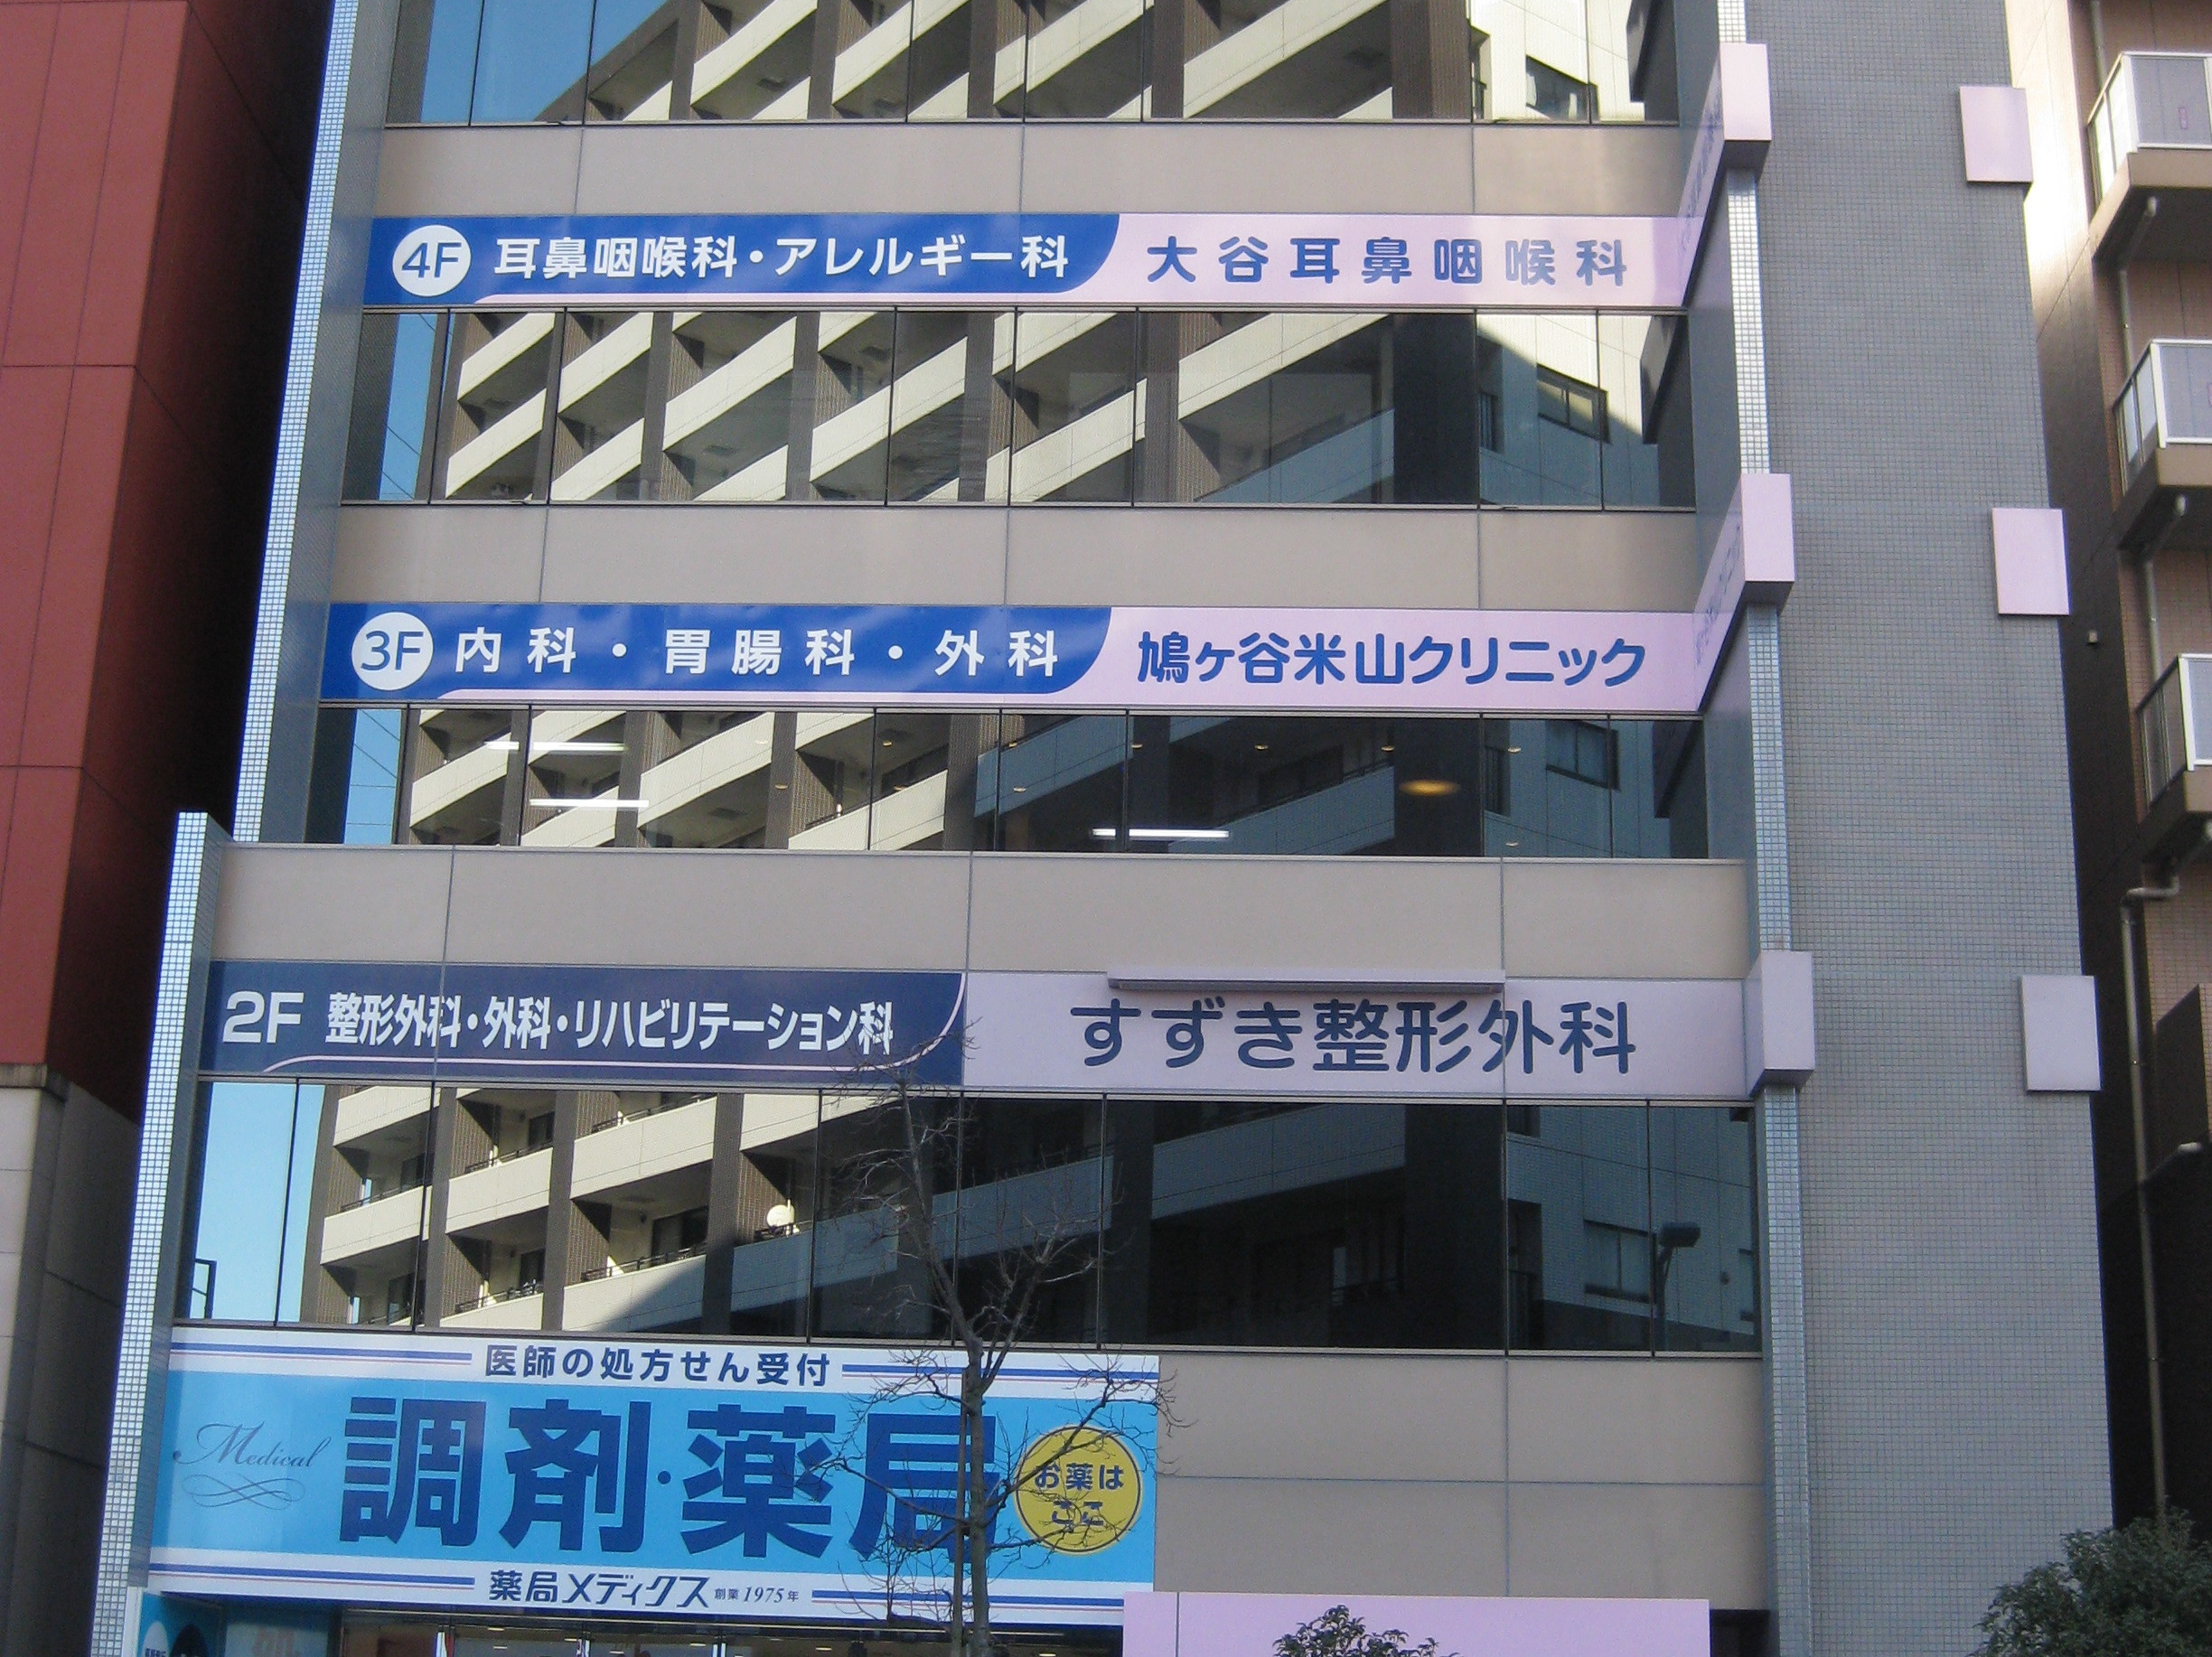 4F 耳鼻咽喉科・アレルギー科 大谷耳鼻咽喉科
3F 内科・胃腸科・外科 鳩ヶ谷米山クリニック
2F 整形外科・外科・リハビリテーション科 すずき整形外科
医師の処方せん受付
Medical 調剤・薬局 お薬は
ここ
薬局メディクス 創業1975年